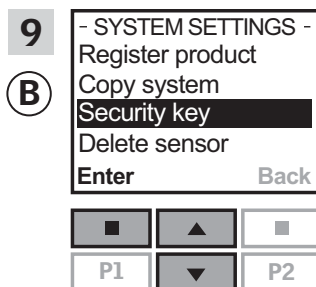 9
B
- SYSTEM SETTINGS -
Register product
Copy system
Security key
Delete sensor
Enter Back
P1 P2